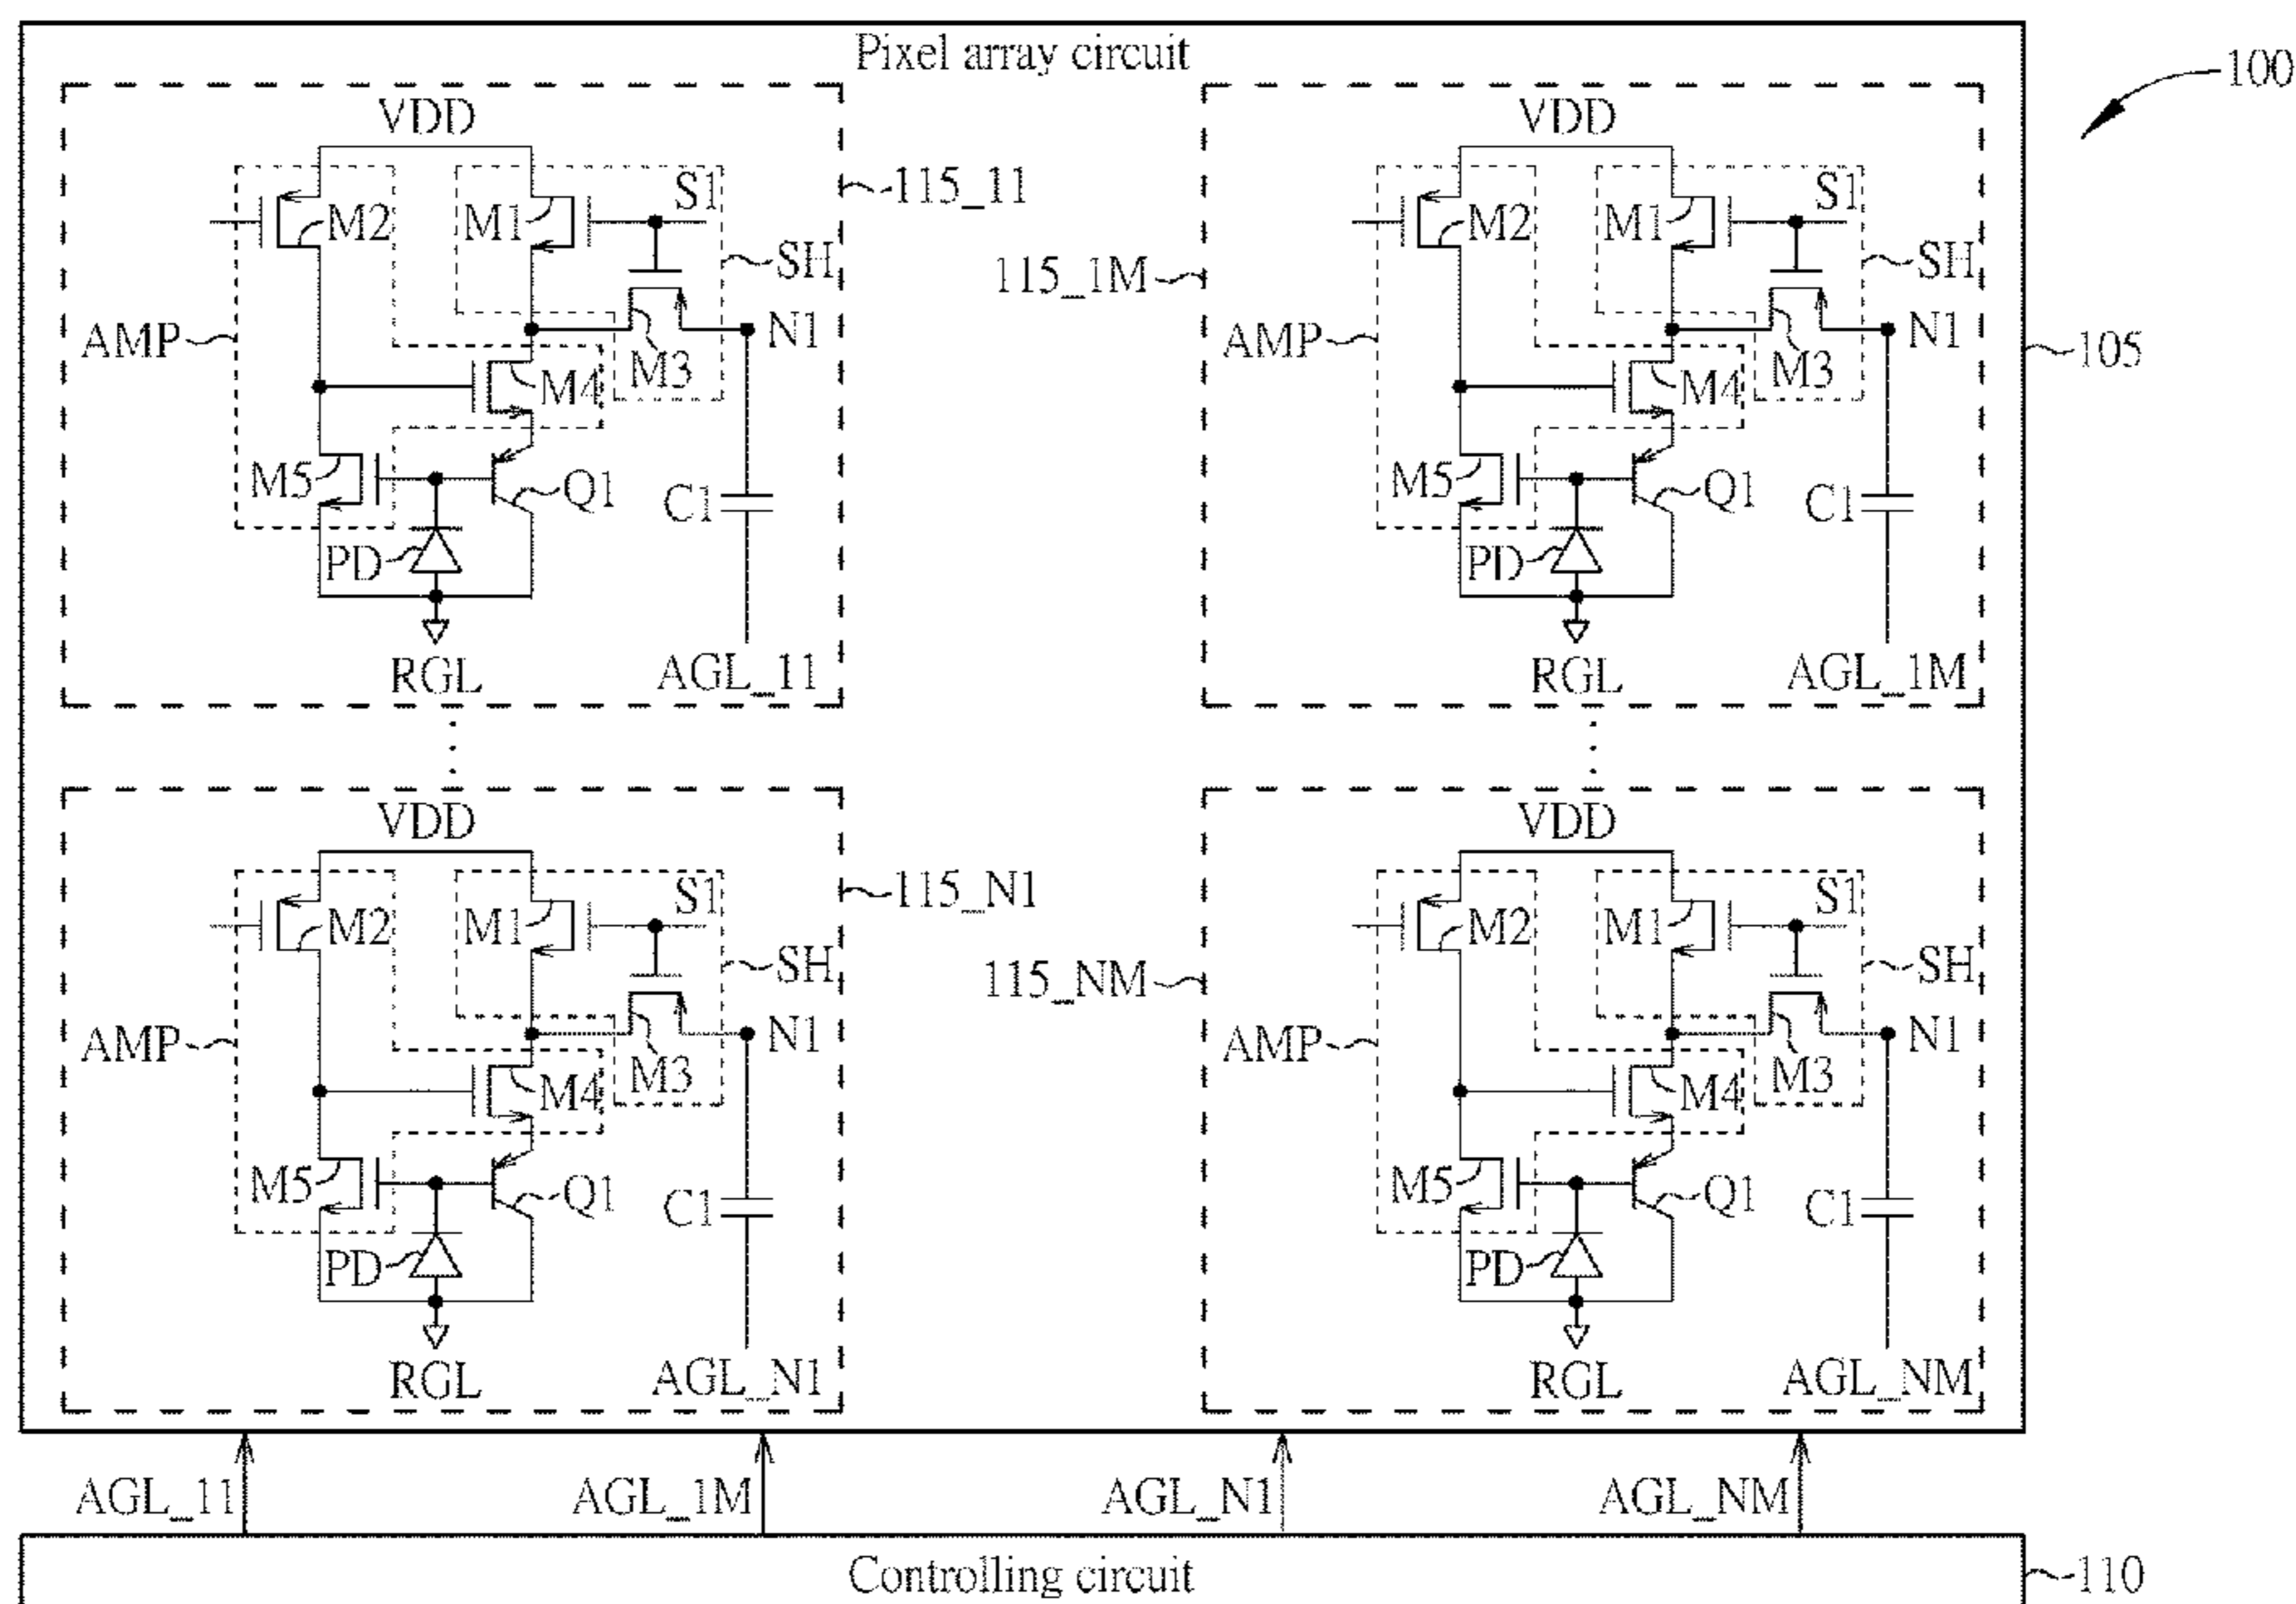 Pixel array circuit
100
VDD
M2
M1
S1
SH
N1
AMP
M3
M4
M5
Q1
C1
PD
RGL
AGL_11
115_11
VDD
M2
M1
S1
SH
N1
115_1M
AMP
M3
M4
M5
Q1
C1
PD
RGL
AGL_1M
105
VDD
M2
M1
S1
SH
N1
AMP
M3
M4
M5
Q1
C1
PD
RGL
AGL_N1
115_N1
VDD
M2
M1
S1
SH
N1
115_NM
AMP
M3
M4
M5
Q1
C1
PD
RGL
AGL_NM
AGL_11
AGL_1M
AGL_N1
AGL_NM
Controlling circuit
110